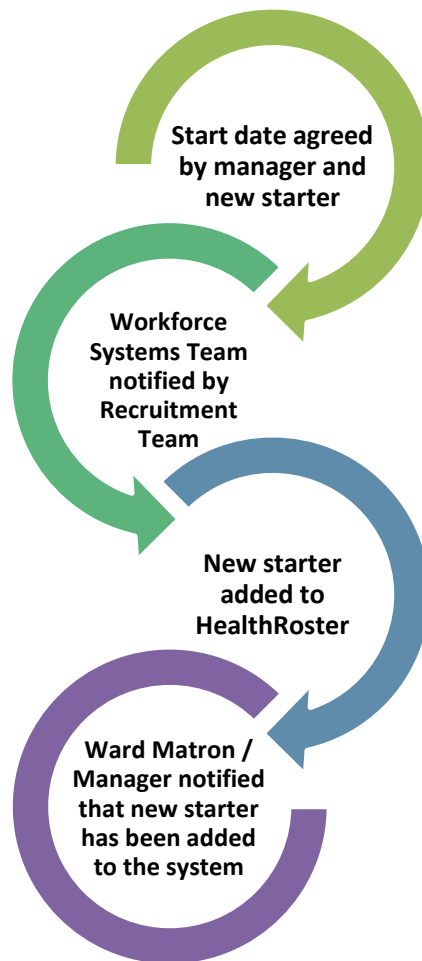 Start date agreed
by manager and
new starter
Workforce
Systems Team
notified by
Recruitment
Team
New starter
added to
HealthRoster
Ward Matron /
Manager notified
that new starter
has been added
to the system